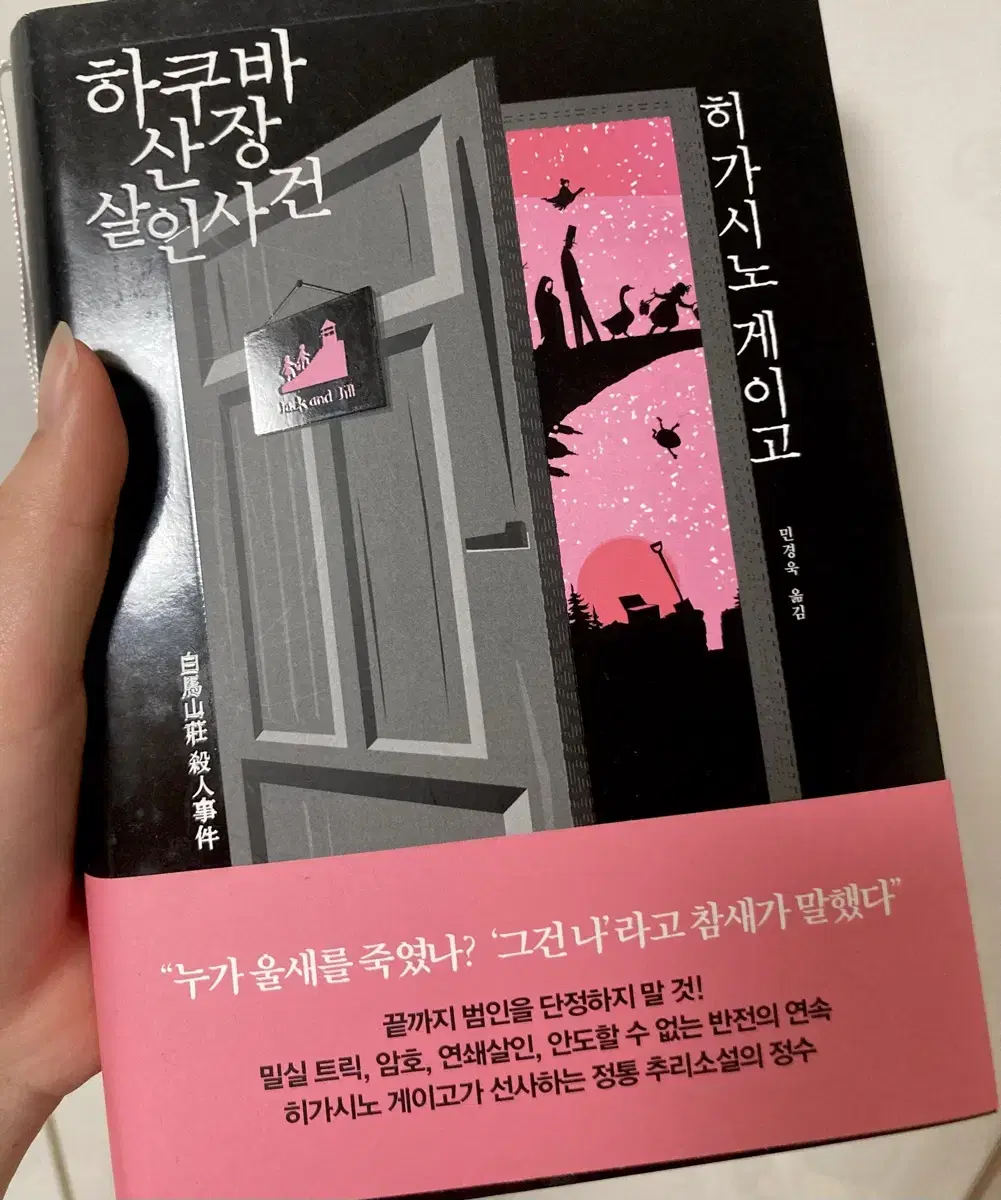 하쿠바
산장
살인사건
히가시노 게이고
민경욱 옮김
Jack and Jill
白馬山莊 殺人事件
“누가 울새를 죽였나? ‘그건 나’라고 참새가 말했다”
끝까지 범인을 단정하지 말 것!
밀실 트릭, 암호, 연쇄살인, 안도할 수 없는 반전의 연속
히가시노 게이고가 선사하는 정통 추리소설의 정수